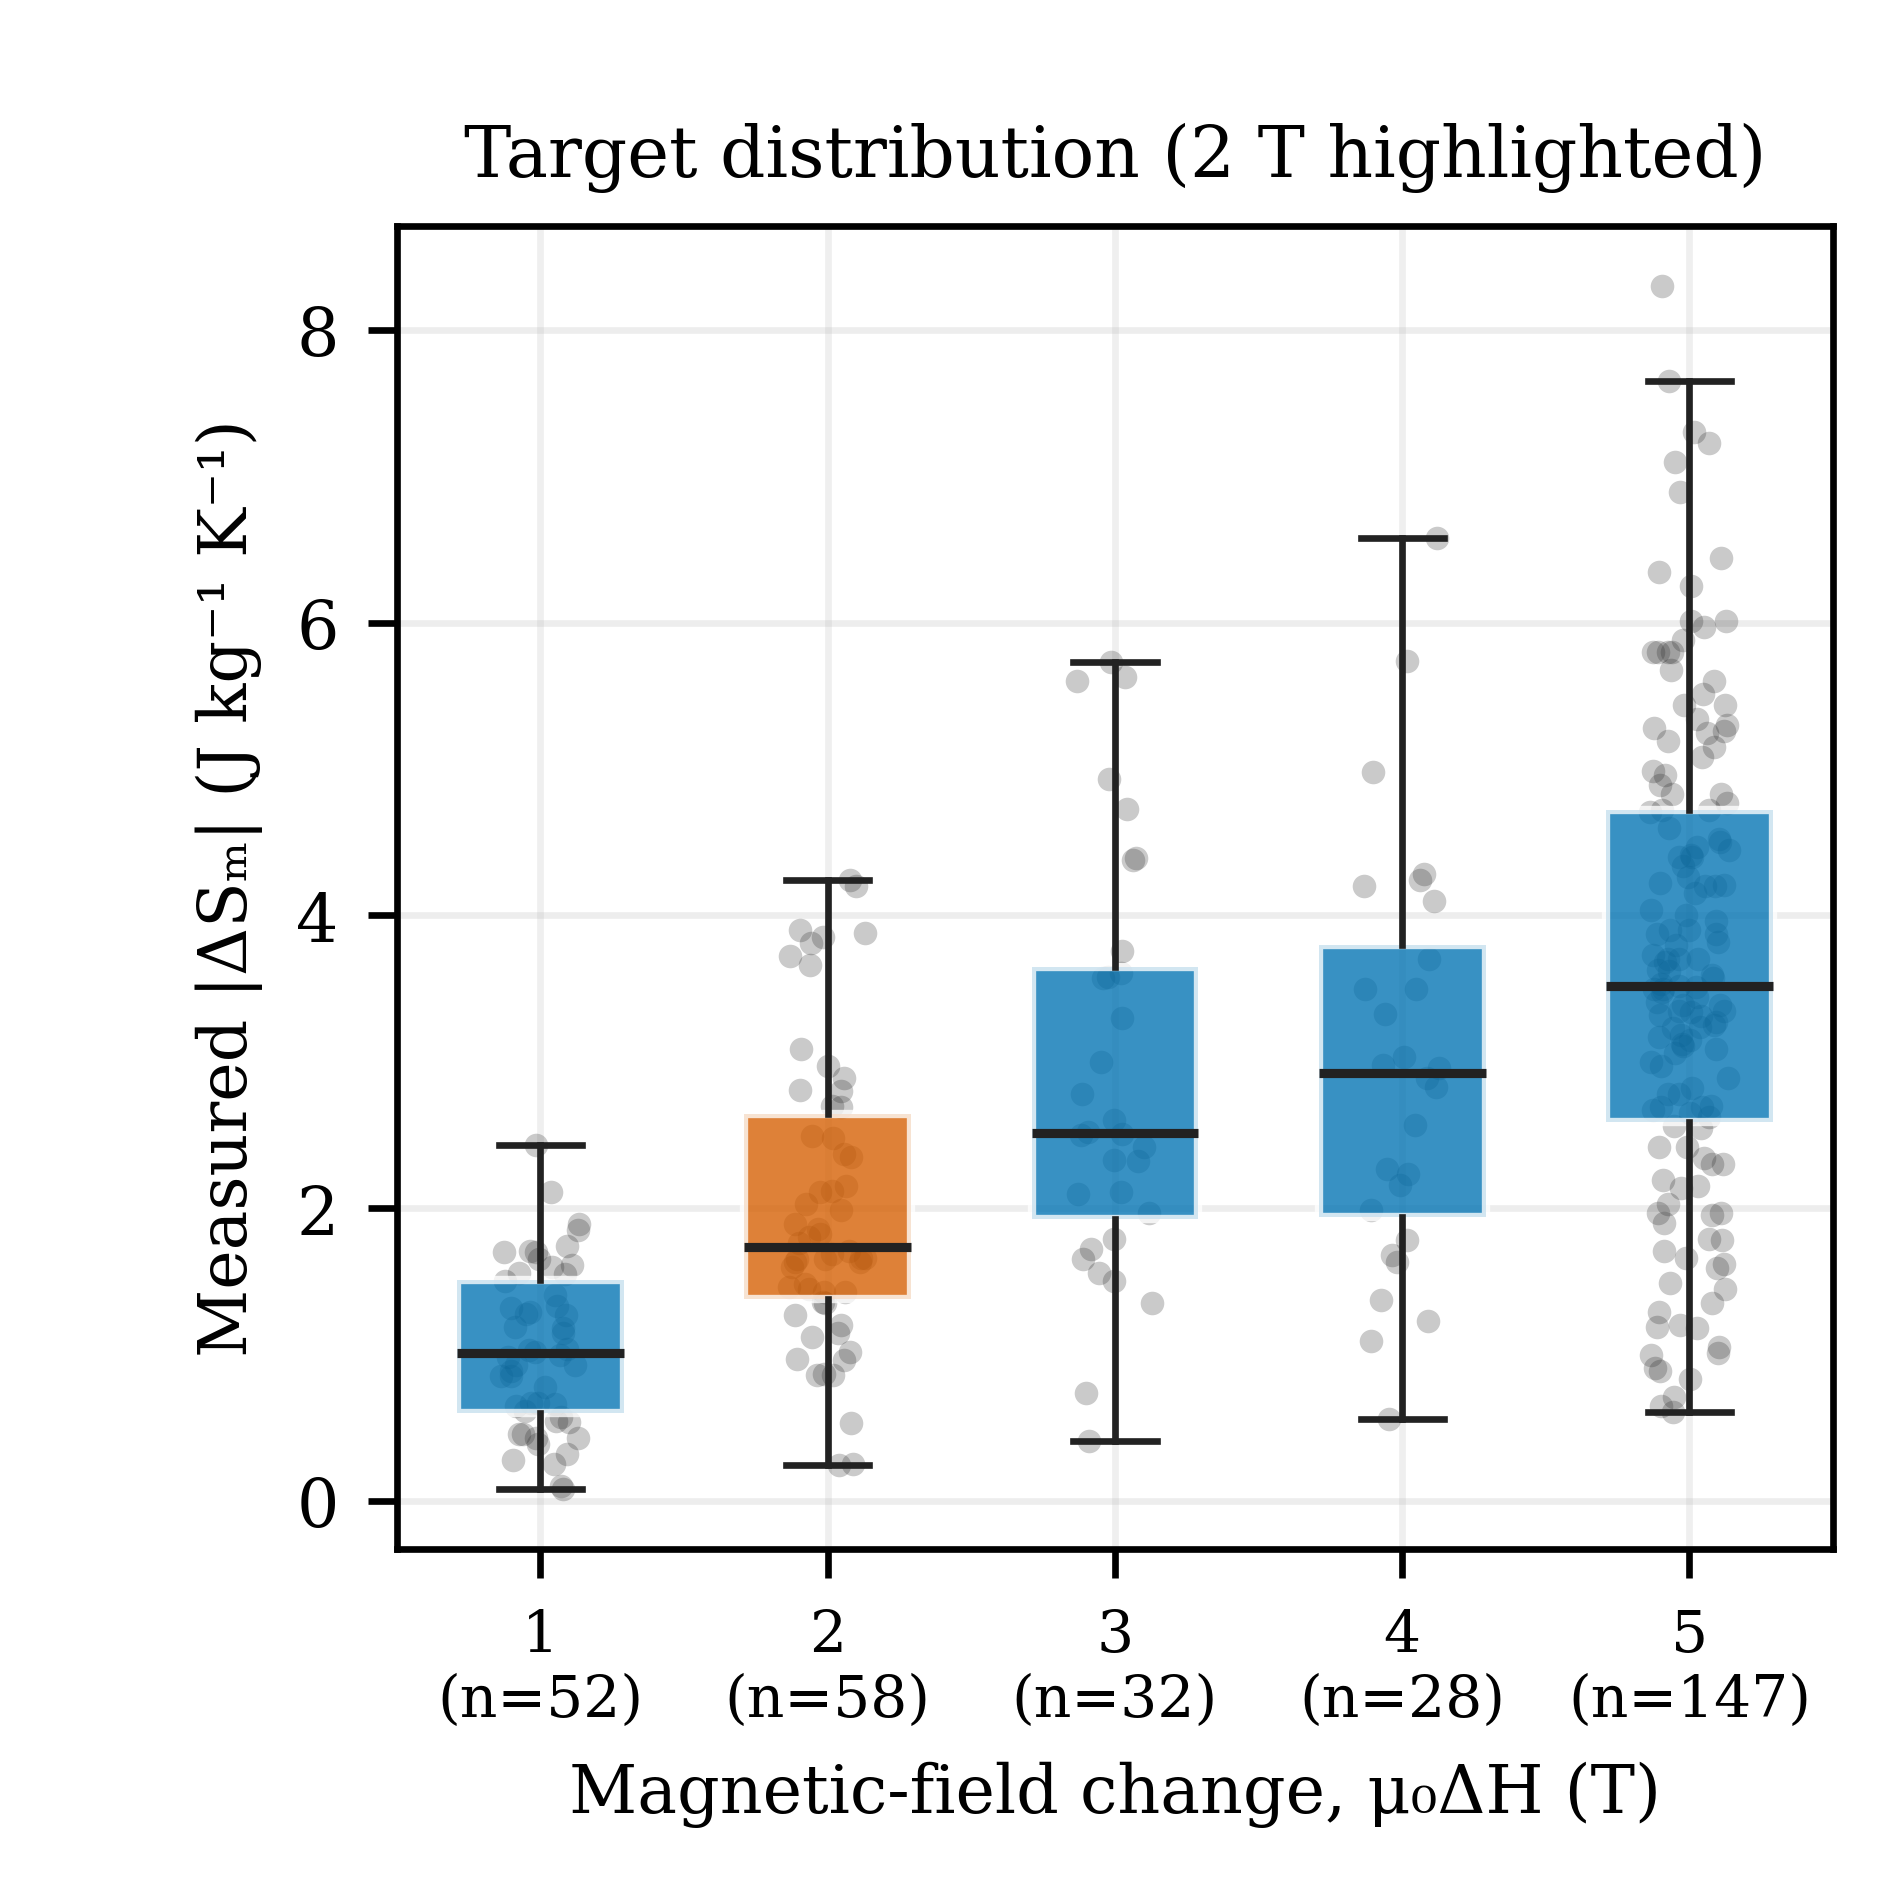 Target distribution (2 T highlighted)
Measured |ΔSₘ| (J kg⁻¹ K⁻¹)
8
6
4
2
0
1 2 3 4 5
(n=52) (n=58) (n=32) (n=28) (n=147)
Magnetic-field change, μ₀ΔH (T)